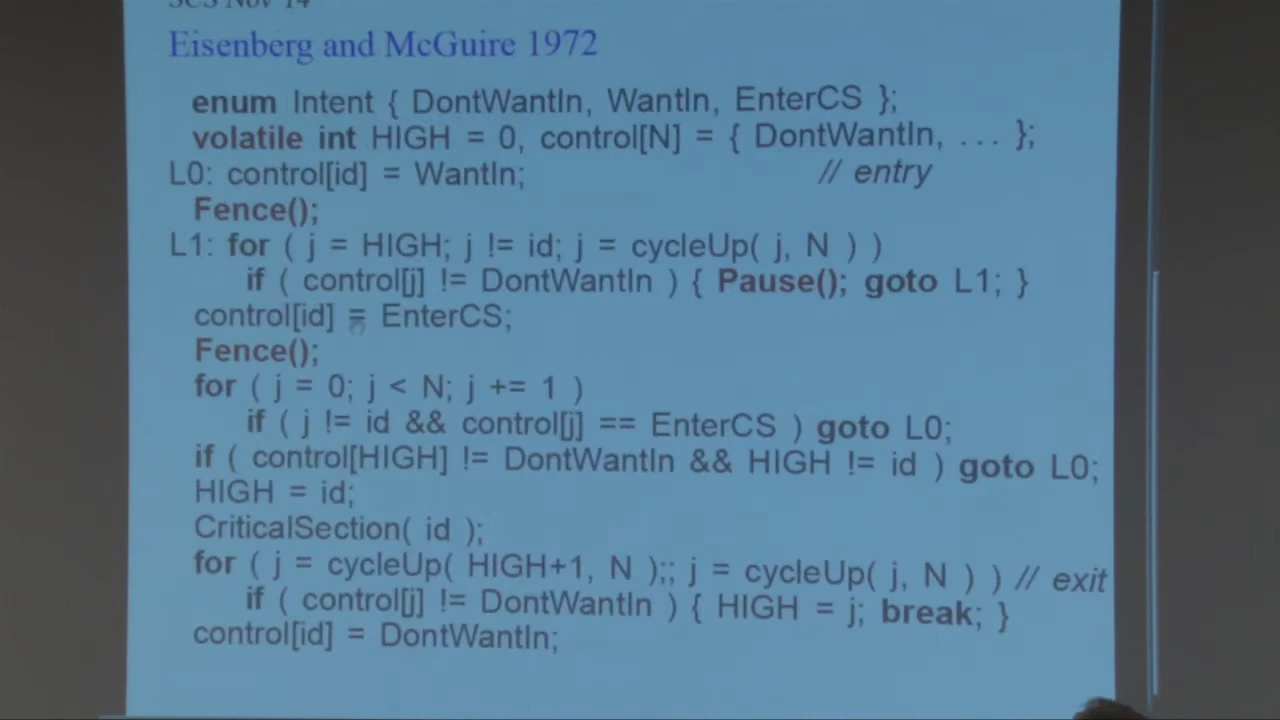 SCS Nov 14
Eisenberg and McGuire 1972
enum Intent { DontWantIn, WantIn, EnterCS };
volatile int HIGH = 0, control[N] = { DontWantIn, ... };
L0: control[id] = WantIn; // entry
Fence();
L1: for ( j = HIGH; j != id; j = cycleUp( j, N ) )
if ( control[j] != DontWantIn ) { Pause(); goto L1; }
control[id] = EnterCS;
Fence();
for ( j = 0; j < N; j += 1 )
if ( j != id && control[j] == EnterCS ) goto L0;
if ( control[HIGH] != DontWantIn && HIGH != id ) goto L0;
HIGH = id;
CriticalSection( id );
for ( j = cycleUp( HIGH+1, N );; j = cycleUp( j, N ) ) // exit
if ( control[j] != DontWantIn ) { HIGH = j; break; }
control[id] = DontWantIn;